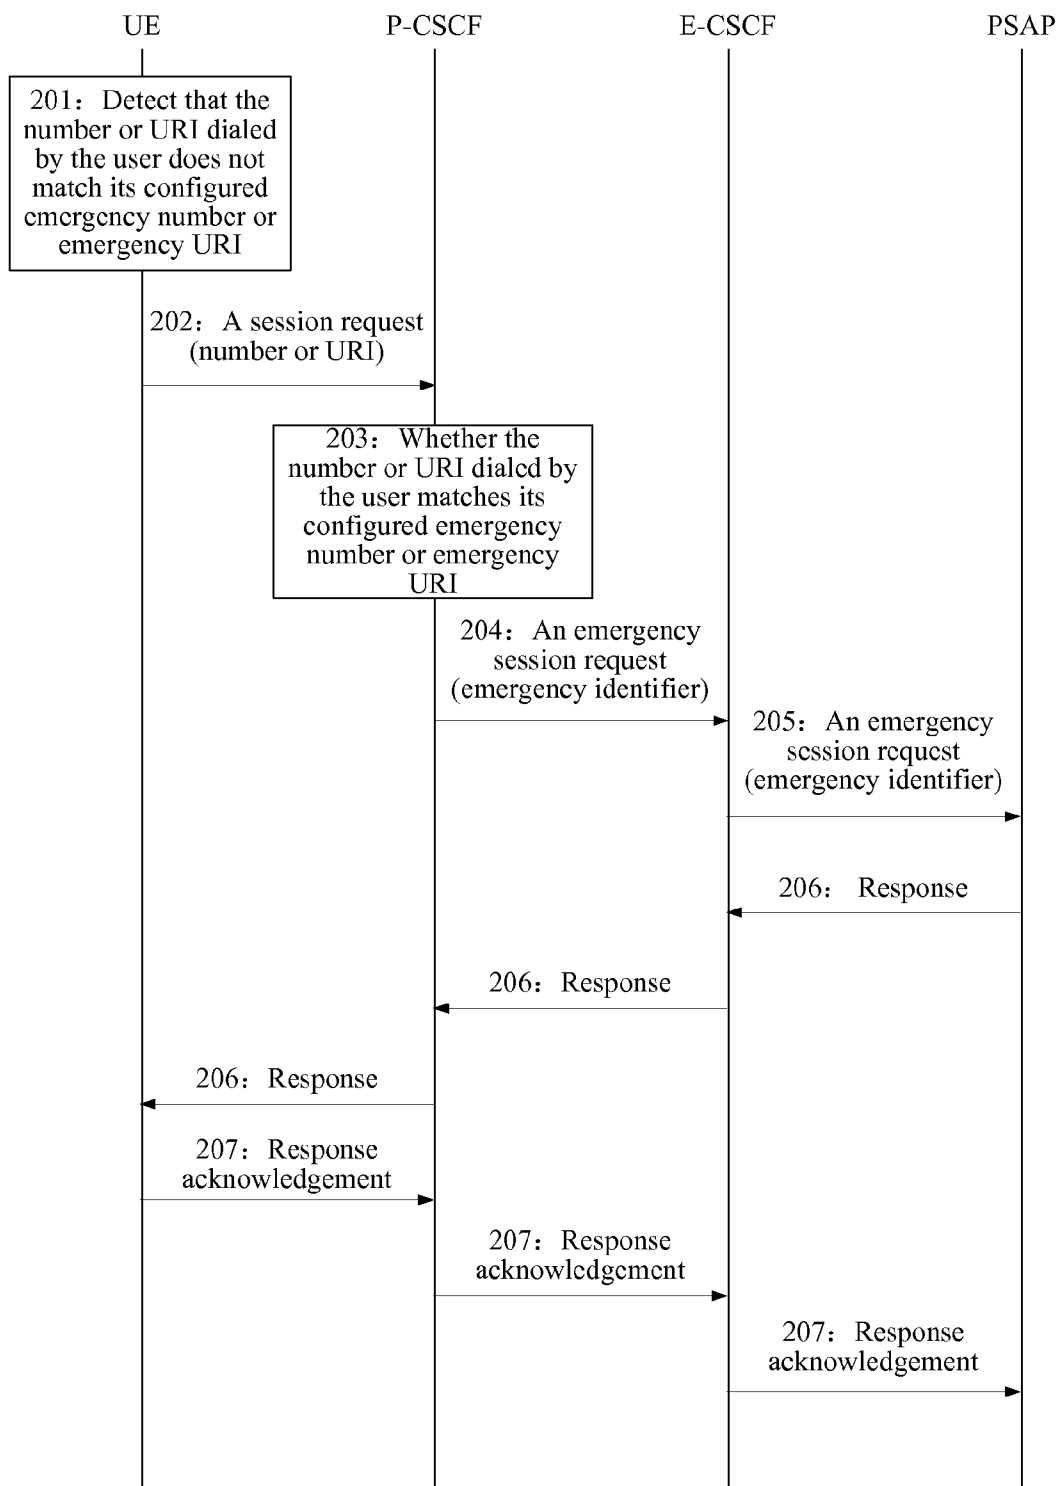 UE
P-CSCF
E-CSCF
PSAP
201: Detect that the
number or URI dialed
by the user does not
match its configured
emergency number or
emergency URI
202: A session request
(number or URI)
203: Whether the
number or URI dialed by
the user matches its
configured emergency
number or emergency
URI
204: An emergency
session request
(emergency identifier)
205: An emergency
session request
(emergency identifier)
206: Response
206: Response
206: Response
207: Response
acknowledgement
207: Response
acknowledgement
207: Response
acknowledgement